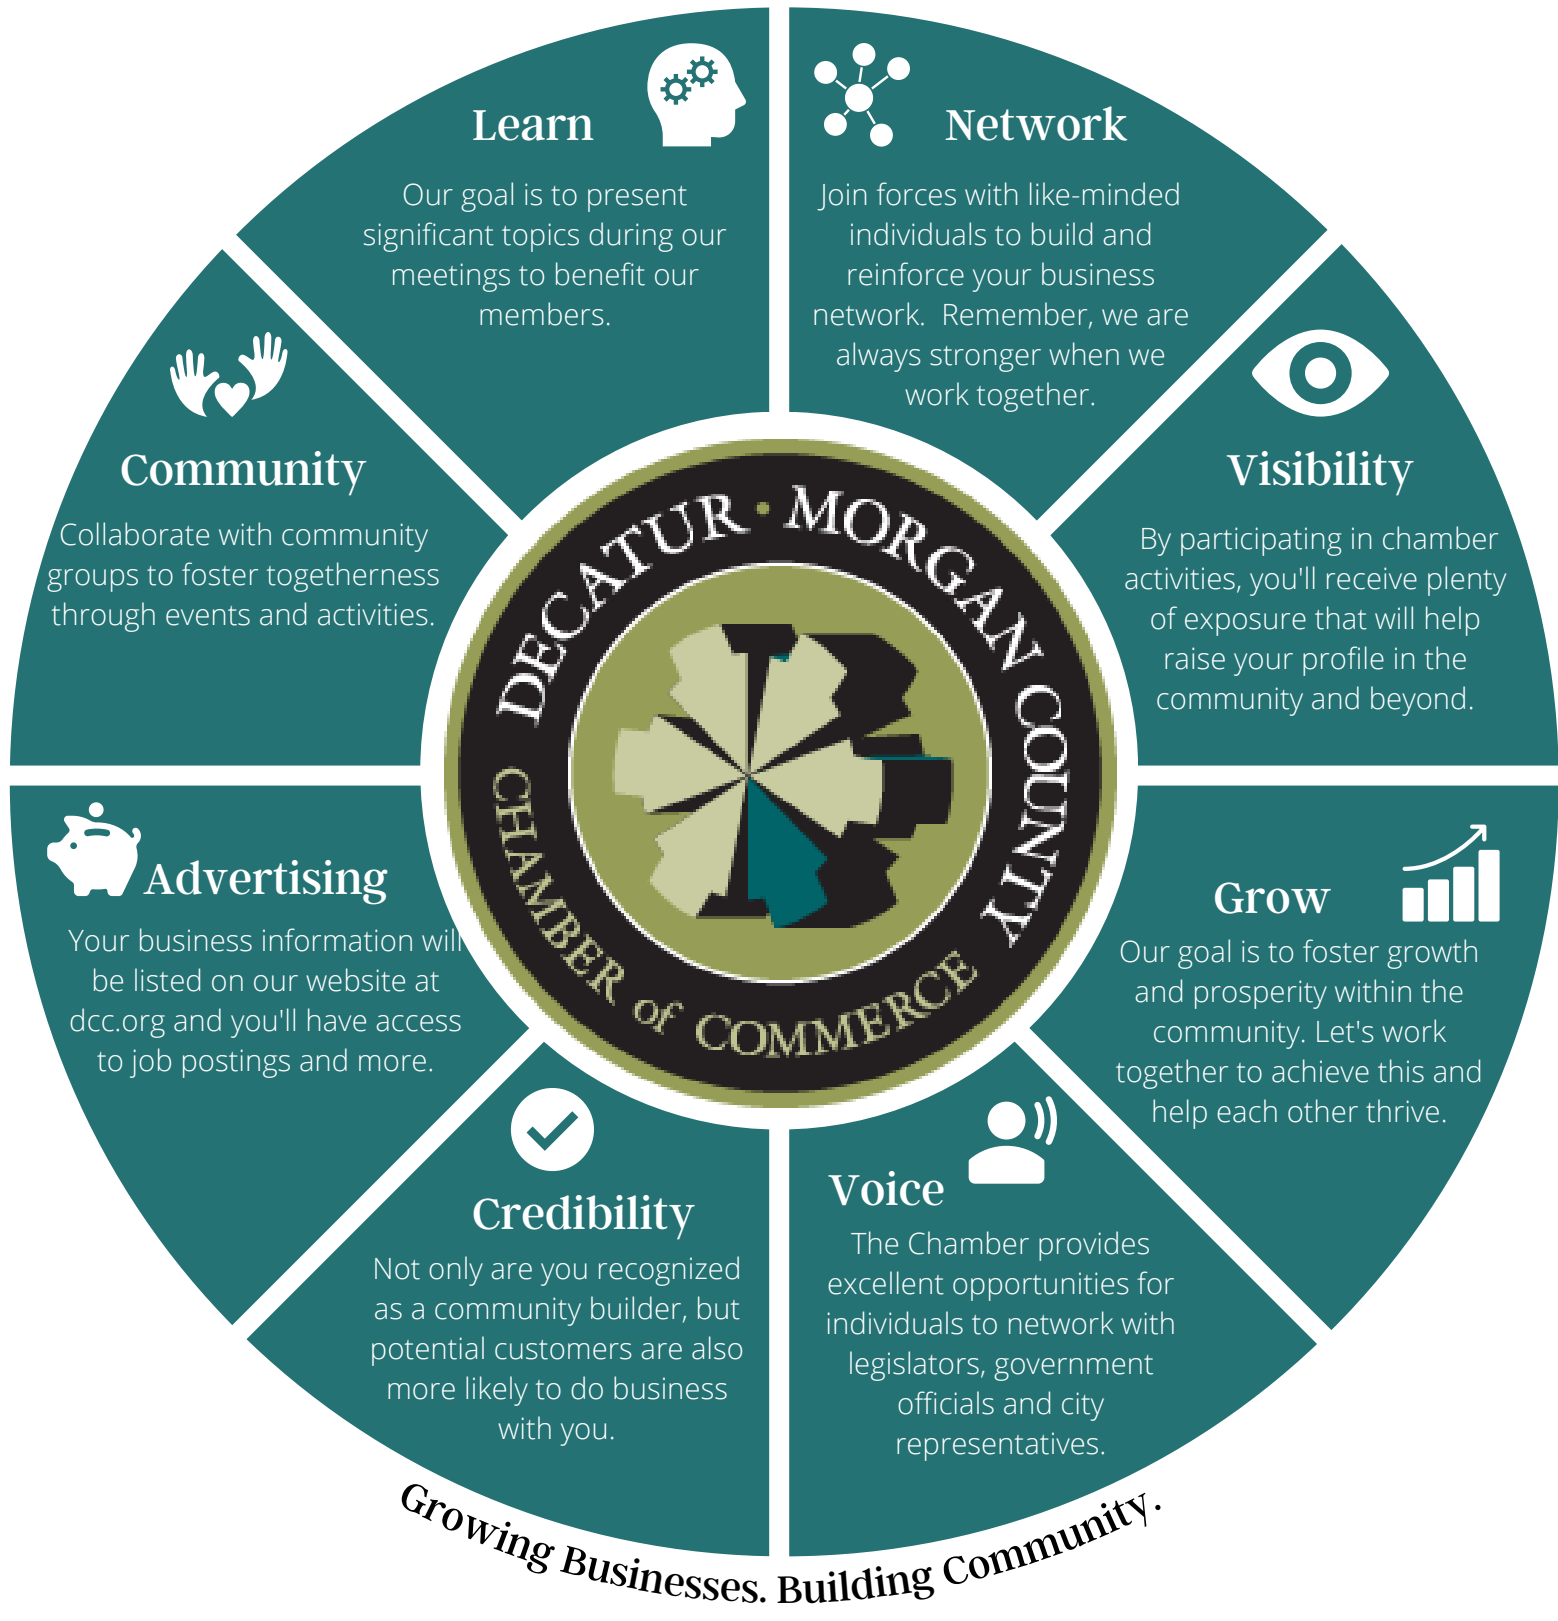 Learn
Our goal is to present
significant topics during our
meetings to benefit our
members.
Network
Join forces with like-minded
individuals to build and
reinforce your business
network.  Remember, we are
always stronger when we
work together.
Visibility
By participating in chamber
activities, you'll receive plenty
of exposure that will help
raise your profile in the
community and beyond.
Grow
Our goal is to foster growth
and prosperity within the
community. Let's work
together to achieve this and
help each other thrive.
Voice
The Chamber provides
excellent opportunities for
individuals to network with
legislators, government
officials and city
representatives.
Credibility
Not only are you recognized
as a community builder, but
potential customers are also
more likely to do business
with you.
Advertising
Your business information will
be listed on our website at
dcc.org and you'll have access
to job postings and more.
Community
Collaborate with community
groups to foster togetherness
through events and activities.
DECATUR · MORGAN COUNTY
CHAMBER of COMMERCE
Growing Businesses. Building Community.